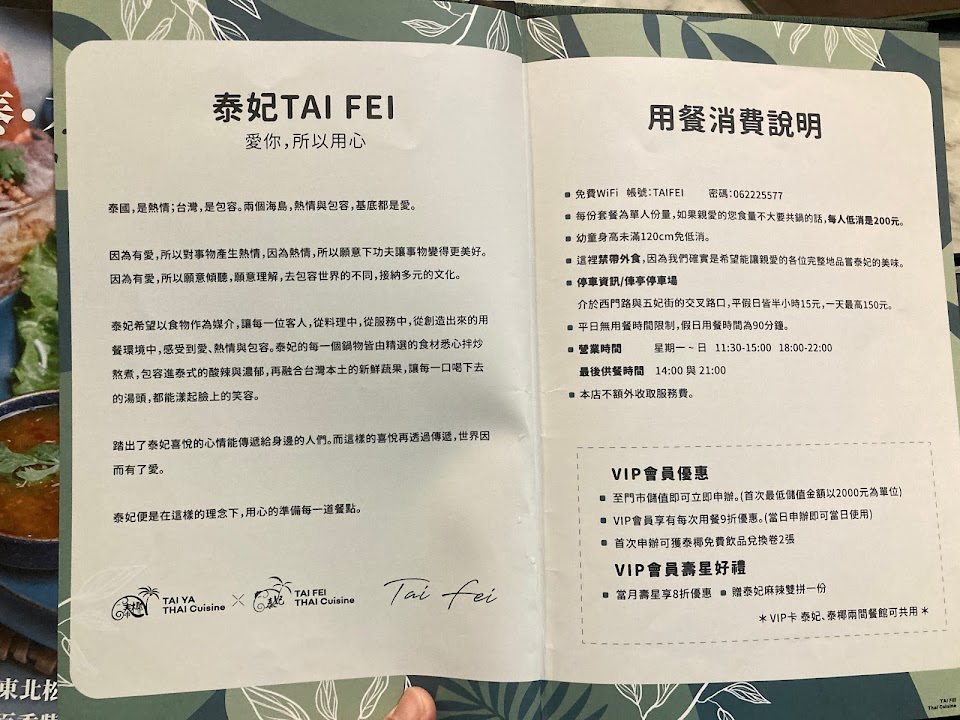 泰妃TAI FEI
愛你,所以用心
泰國,是熱情;台灣,是包容。兩個海島,熱情與包容,基底都是愛。
因為有愛,所以對事物產生熱情,因為熱情,所以願意下功夫讓事物變得更美好。
因為有愛,所以願意傾聽,願意理解,去包容世界的不同,接納多元的文化。
泰妃希望以食物作為媒介,讓每一位客人,從料理中,從服務中,從創造出來的用
餐環境中,感受到愛、熱情與包容。泰妃的每一個鍋物皆由精選的食材悉心拌炒
熬煮,包容進泰式的酸辣與濃郁,再融合台灣本土的新鮮蔬果,讓每一口喝下去
的湯頭,都能漾起臉上的笑容。
踏出了泰妃喜悅的心情能傳遞給身邊的人們。而這樣的喜悅再透過傳遞,世界因
而有了愛。
泰妃便是在這樣的理念下,用心的準備每一道餐點。
TAI YA
THAI Cuisine
TAI FEI
THAI Cuisine
Tai fei
用餐消費說明
免費WiFi 帳號:TAIFEI 密碼:062225577
每份套餐為單人份量,如果親愛的您食量不大要共鍋的話,每人低消是200元。
幼童身高未滿120cm免低消。
這裡禁帶外食,因為我們確實是希望能讓親愛的各位完整地品嘗泰妃的美味。
停車資訊/俥亭停車場
介於西門路與五妃街的交叉路口,平假日皆半小時15元,一天最高150元。
平日無用餐時間限制,假日用餐時間為90分鐘。
營業時間 星期一 ~ 日 11:30-15:00 18:00-22:00
最後供餐時間 14:00 與 21:00
本店不額外收取服務費。
VIP會員優惠
至門市儲值即可立即申辦。(首次最低儲值金額以2000元為單位)
VIP會員享有每次用餐9折優惠。(當日申辦即可當日使用)
首次申辦可獲泰椰免費飲品兌換卷2張
VIP會員壽星好禮
當月壽星享8折優惠 贈泰妃麻辣雙拼一份
*VIP卡 泰妃、泰椰兩間餐館可共用*
TAI FEI
Thai Cuisine
東北松